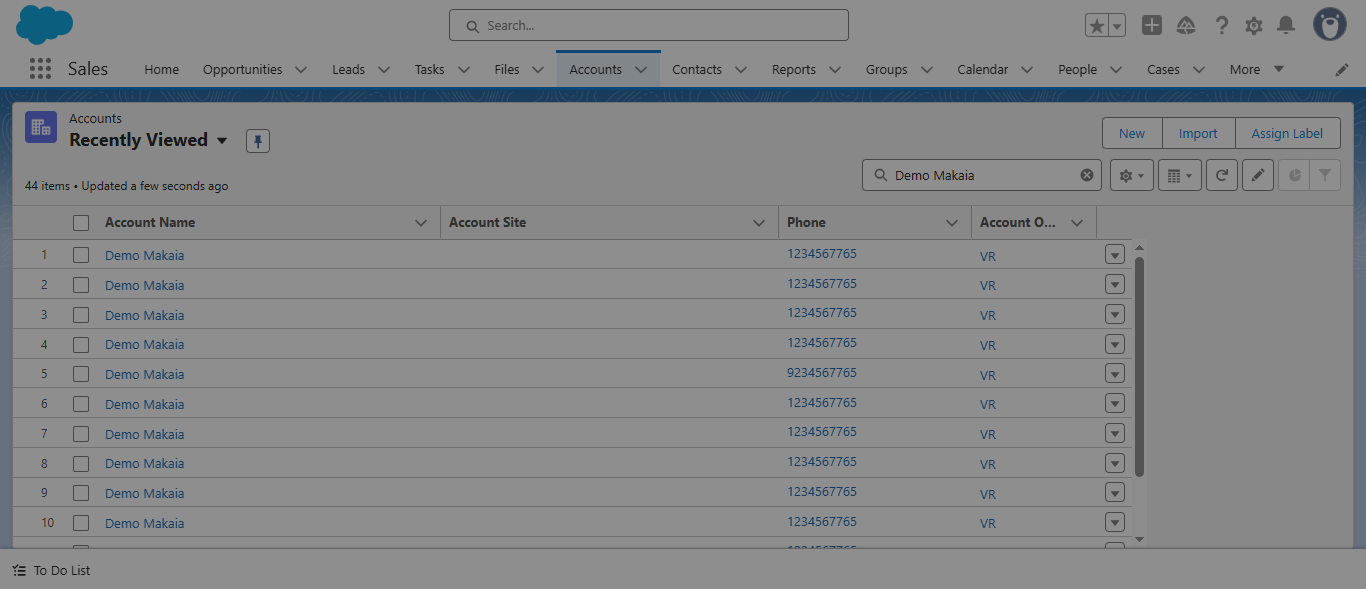 Search...
Sales
Home Opportunities Leads Tasks Files Accounts Contacts Reports Groups Calendar People Cases More
Accounts
Recently Viewed
New Import Assign Label
44 items • Updated a few seconds ago
Demo Makaia
Account Name Account Site Phone Account O...
1 Demo Makaia 1234567765 VR
2 Demo Makaia 1234567765 VR
3 Demo Makaia 1234567765 VR
4 Demo Makaia 1234567765 VR
5 Demo Makaia 9234567765 VR
6 Demo Makaia 1234567765 VR
7 Demo Makaia 1234567765 VR
8 Demo Makaia 1234567765 VR
9 Demo Makaia 1234567765 VR
10 Demo Makaia 1234567765 VR
To Do List